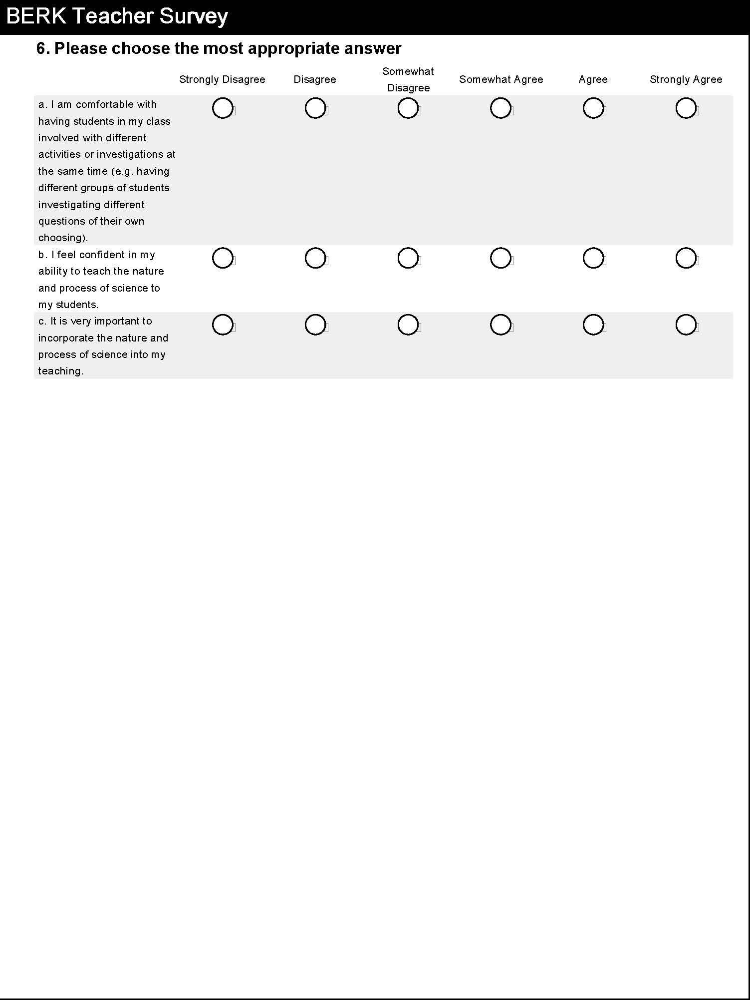 BERK Teacher Survey
6. Please choose the most appropriate answer
Strongly Disagree Disagree Somewhat Disagree Somewhat Agree Agree Strongly Agree
a. I am comfortable with
having students in my class
involved with different
activities or investigations at
the same time (e.g. having
different groups of students
investigating different
questions of their own
choosing).
b. I feel confident in my
ability to teach the nature
and process of science to
my students.
c. It is very important to
incorporate the nature and
process of science into my
teaching.